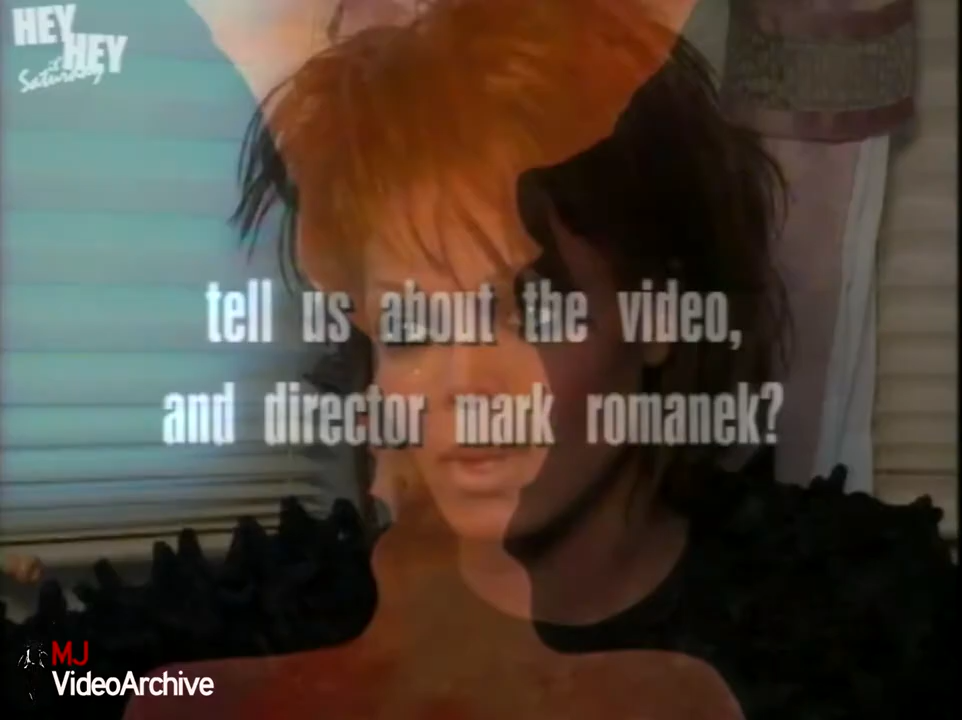 HEY
HEY
it's
Saturday
tell us about the video,
and director mark romanek?
MJ
VideoArchive